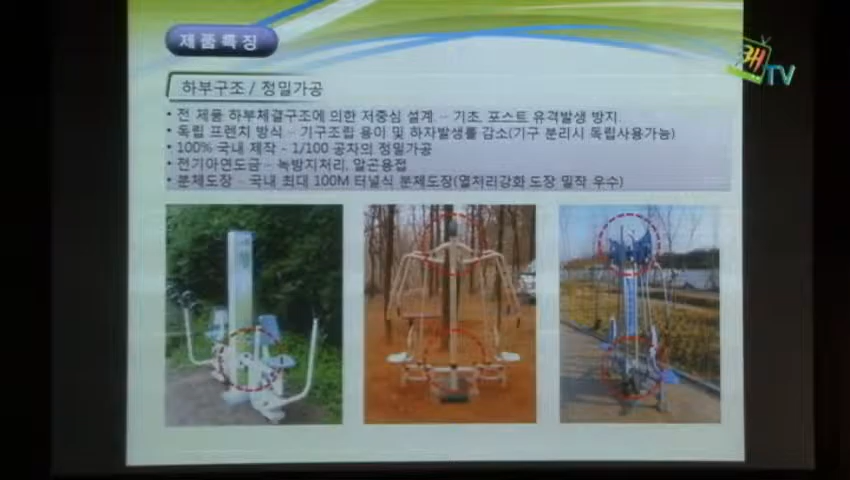 제품특징
3H TV
하부구조 / 정밀가공
• 전 제품 하부체결구조에 의한 저중심 설계. - 기초, 포스트 유격발생 방지.
• 독립 프렌치 방식 - 기구조립 용이 및 하자발생률 감소(기구 분리시 독립사용가능)
• 100% 국내 제작 - 1/100 공차의 정밀가공
• 전기아연도금 - 녹방지처리, 알곤용접
• 분체도장 - 국내 최대 100M 터널식 분체도장(열처리강화 도장 밀착 우수)